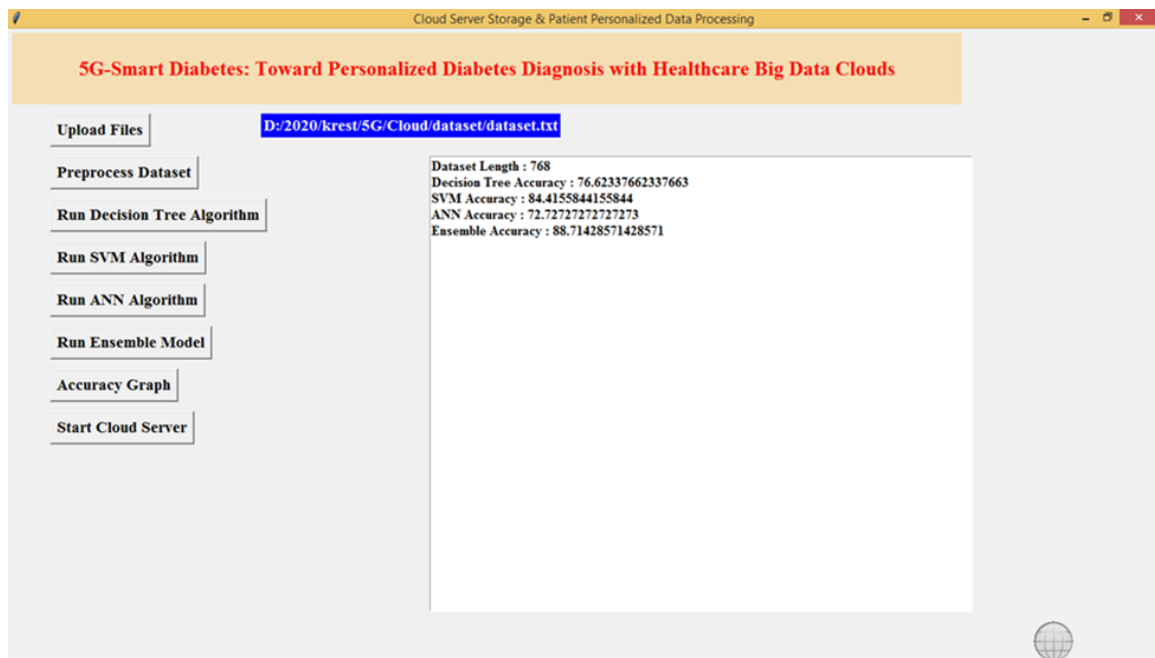 Cloud Server Storage & Patient Personalized Data Processing
5G-Smart Diabetes: Toward Personalized Diabetes Diagnosis with Healthcare Big Data Clouds
Upload Files
D:/2020/krest/5G/Cloud/dataset/dataset.txt
Preprocess Dataset
Run Decision Tree Algorithm
Run SVM Algorithm
Run ANN Algorithm
Run Ensemble Model
Accuracy Graph
Start Cloud Server
Dataset Length : 768
Decision Tree Accuracy : 76.62337662337663
SVM Accuracy : 84.4155844155844
ANN Accuracy : 72.72727272727273
Ensemble Accuracy : 88.71428571428571